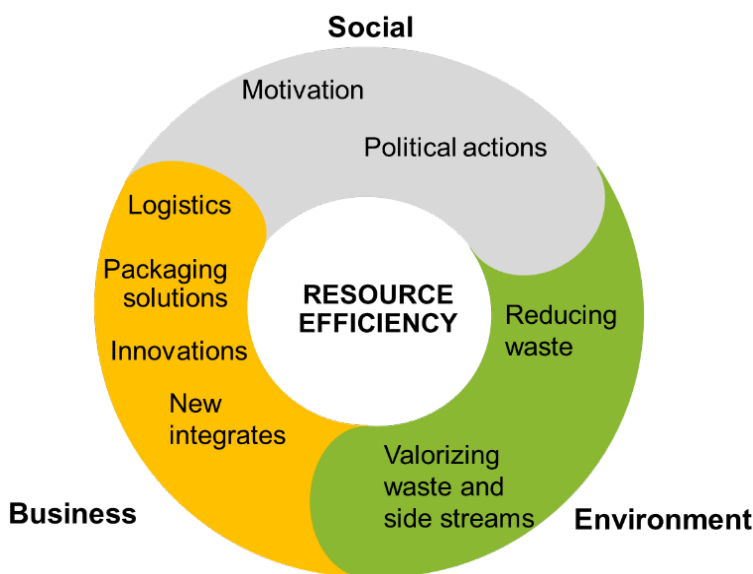 Social
Motivation
Political actions
Logistics
Packaging
solutions
Innovations
New
integrates
RESOURCE
EFFICIENCY
Reducing
waste
Valorizing
waste and
side streams
Business
Environment